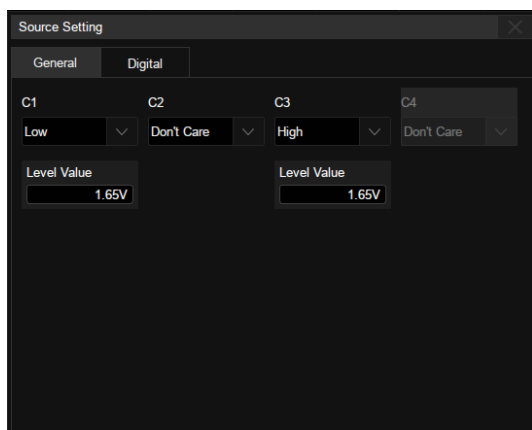 Source Setting
General Digital
C1 C2 C3 C4
Low Don't Care High Don't Care
Level Value Level Value
1.65V 1.65V